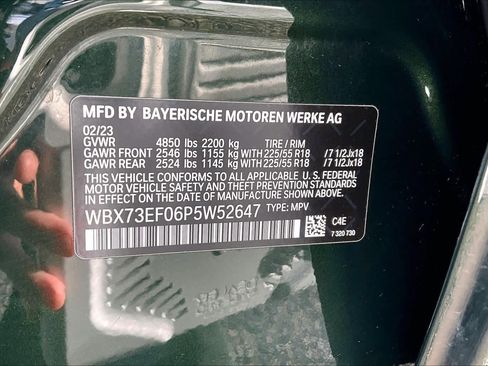 MFD BY BAYERISCHE MOTOREN WERKE AG
02/23
GVWR 4850 lbs 2200 kg TIRE / RIM
GAWR FRONT 2546 lbs 1155 kg WITH 225/55 R18 /7 1/2Jx18
GAWR REAR 2524 lbs 1145 kg WITH 225/55 R18 /7 1/2Jx18
THIS VEHICLE CONFORMS TO ALL APPLICABLE U. S. FEDERAL
MOTOR VEHICLE SAFETY AND THEFT PREVENTION STANDARDS
IN EFFECT ON THE DATE OF MANUFACTURE SHOWN ABOVE.
WBX73EF06P5W52647 TYPE: MPV
C4E
7 320 730